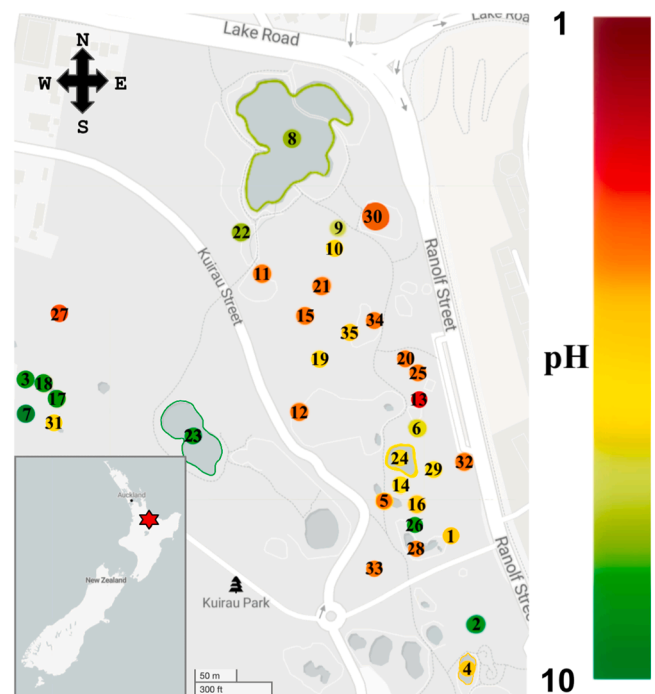 Lake Road
Lake Roa
1
N
W E
S
8
30
22
9
10
Kuirau Street
Ranolf Street
11
21
27
15
34
35
pH
19
20
25
3
18
17
13
7
31
12
6
23
24
29
32
14
5
16
Auckland
26
1
28
Ranolf Stree
33
New Zealand
Kuirau Park
2
4
50 m
300 ft
10